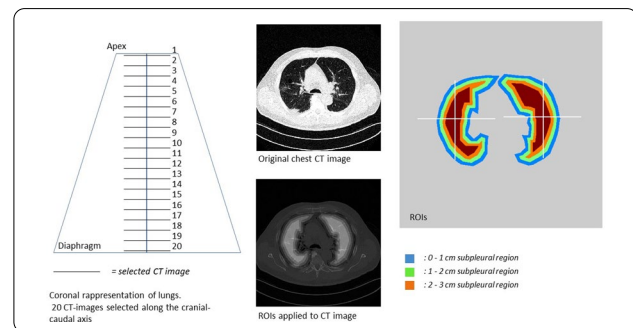 Apex
1
2
3
4
5
6
7
8
9
10
11
12
13
14
15
16
17
18
19
20
Diaphragm
= selected CT image
Coronal rappresentation of lungs.
20 CT-images selected along the cranial-
caudal axis
Original chest CT image
ROIs applied to CT image
ROIs
: 0 - 1 cm subpleural region
: 1 - 2 cm subpleural region
: 2 - 3 cm subpleural region